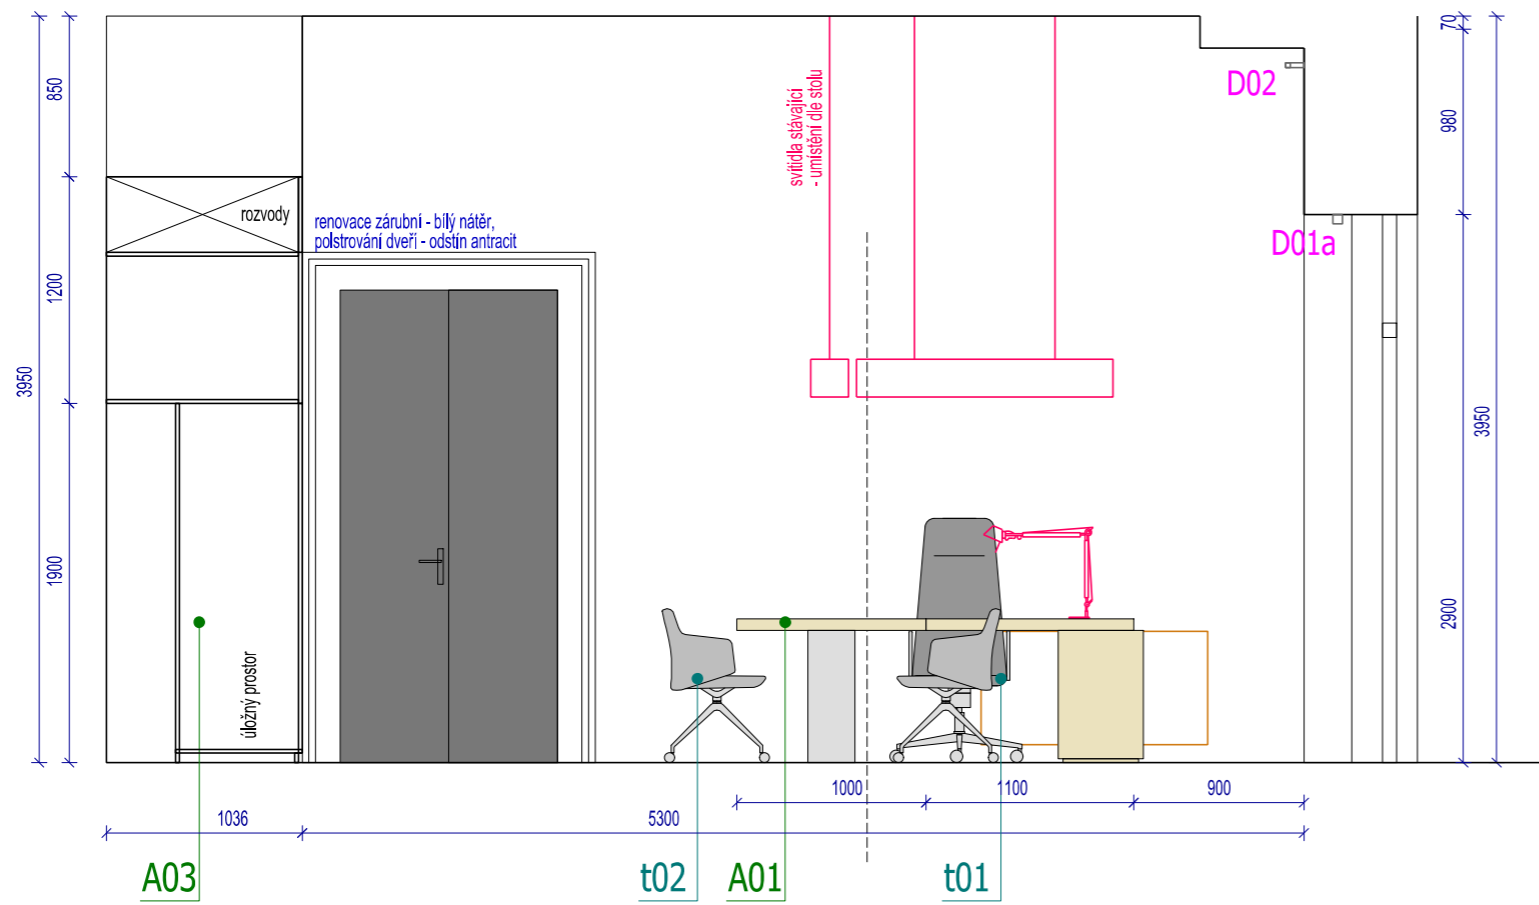 70
850
980
1200
3950
1900
3950
2900
svítidla stávající
- umístění dle stolu
D02
rozvody
renovace zárubní - bílý nátěr,
polstrování dveří - odstín antracit
D01a
úložný prostor
1000
1100
900
1036
5300
A03
t02
A01
t01